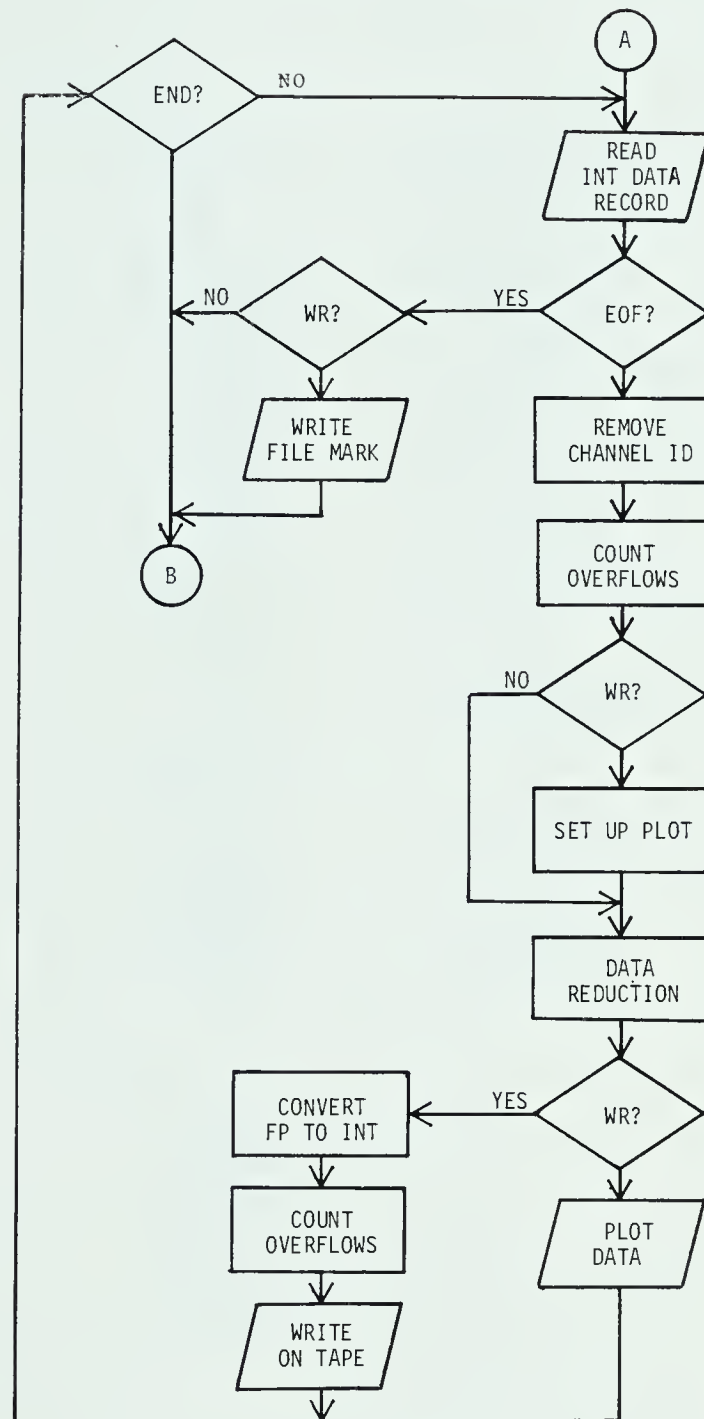 A
END?
NO
READ
INT DATA
RECORD
NO
WR?
YES
EOF?
WRITE
FILE MARK
REMOVE
CHANNEL ID
B
COUNT
OVERFLOWS
NO
WR?
SET UP PLOT
DATA
REDUCTION
CONVERT
FP TO INT
YES
WR?
COUNT
OVERFLOWS
PLOT
DATA
WRITE
ON TAPE